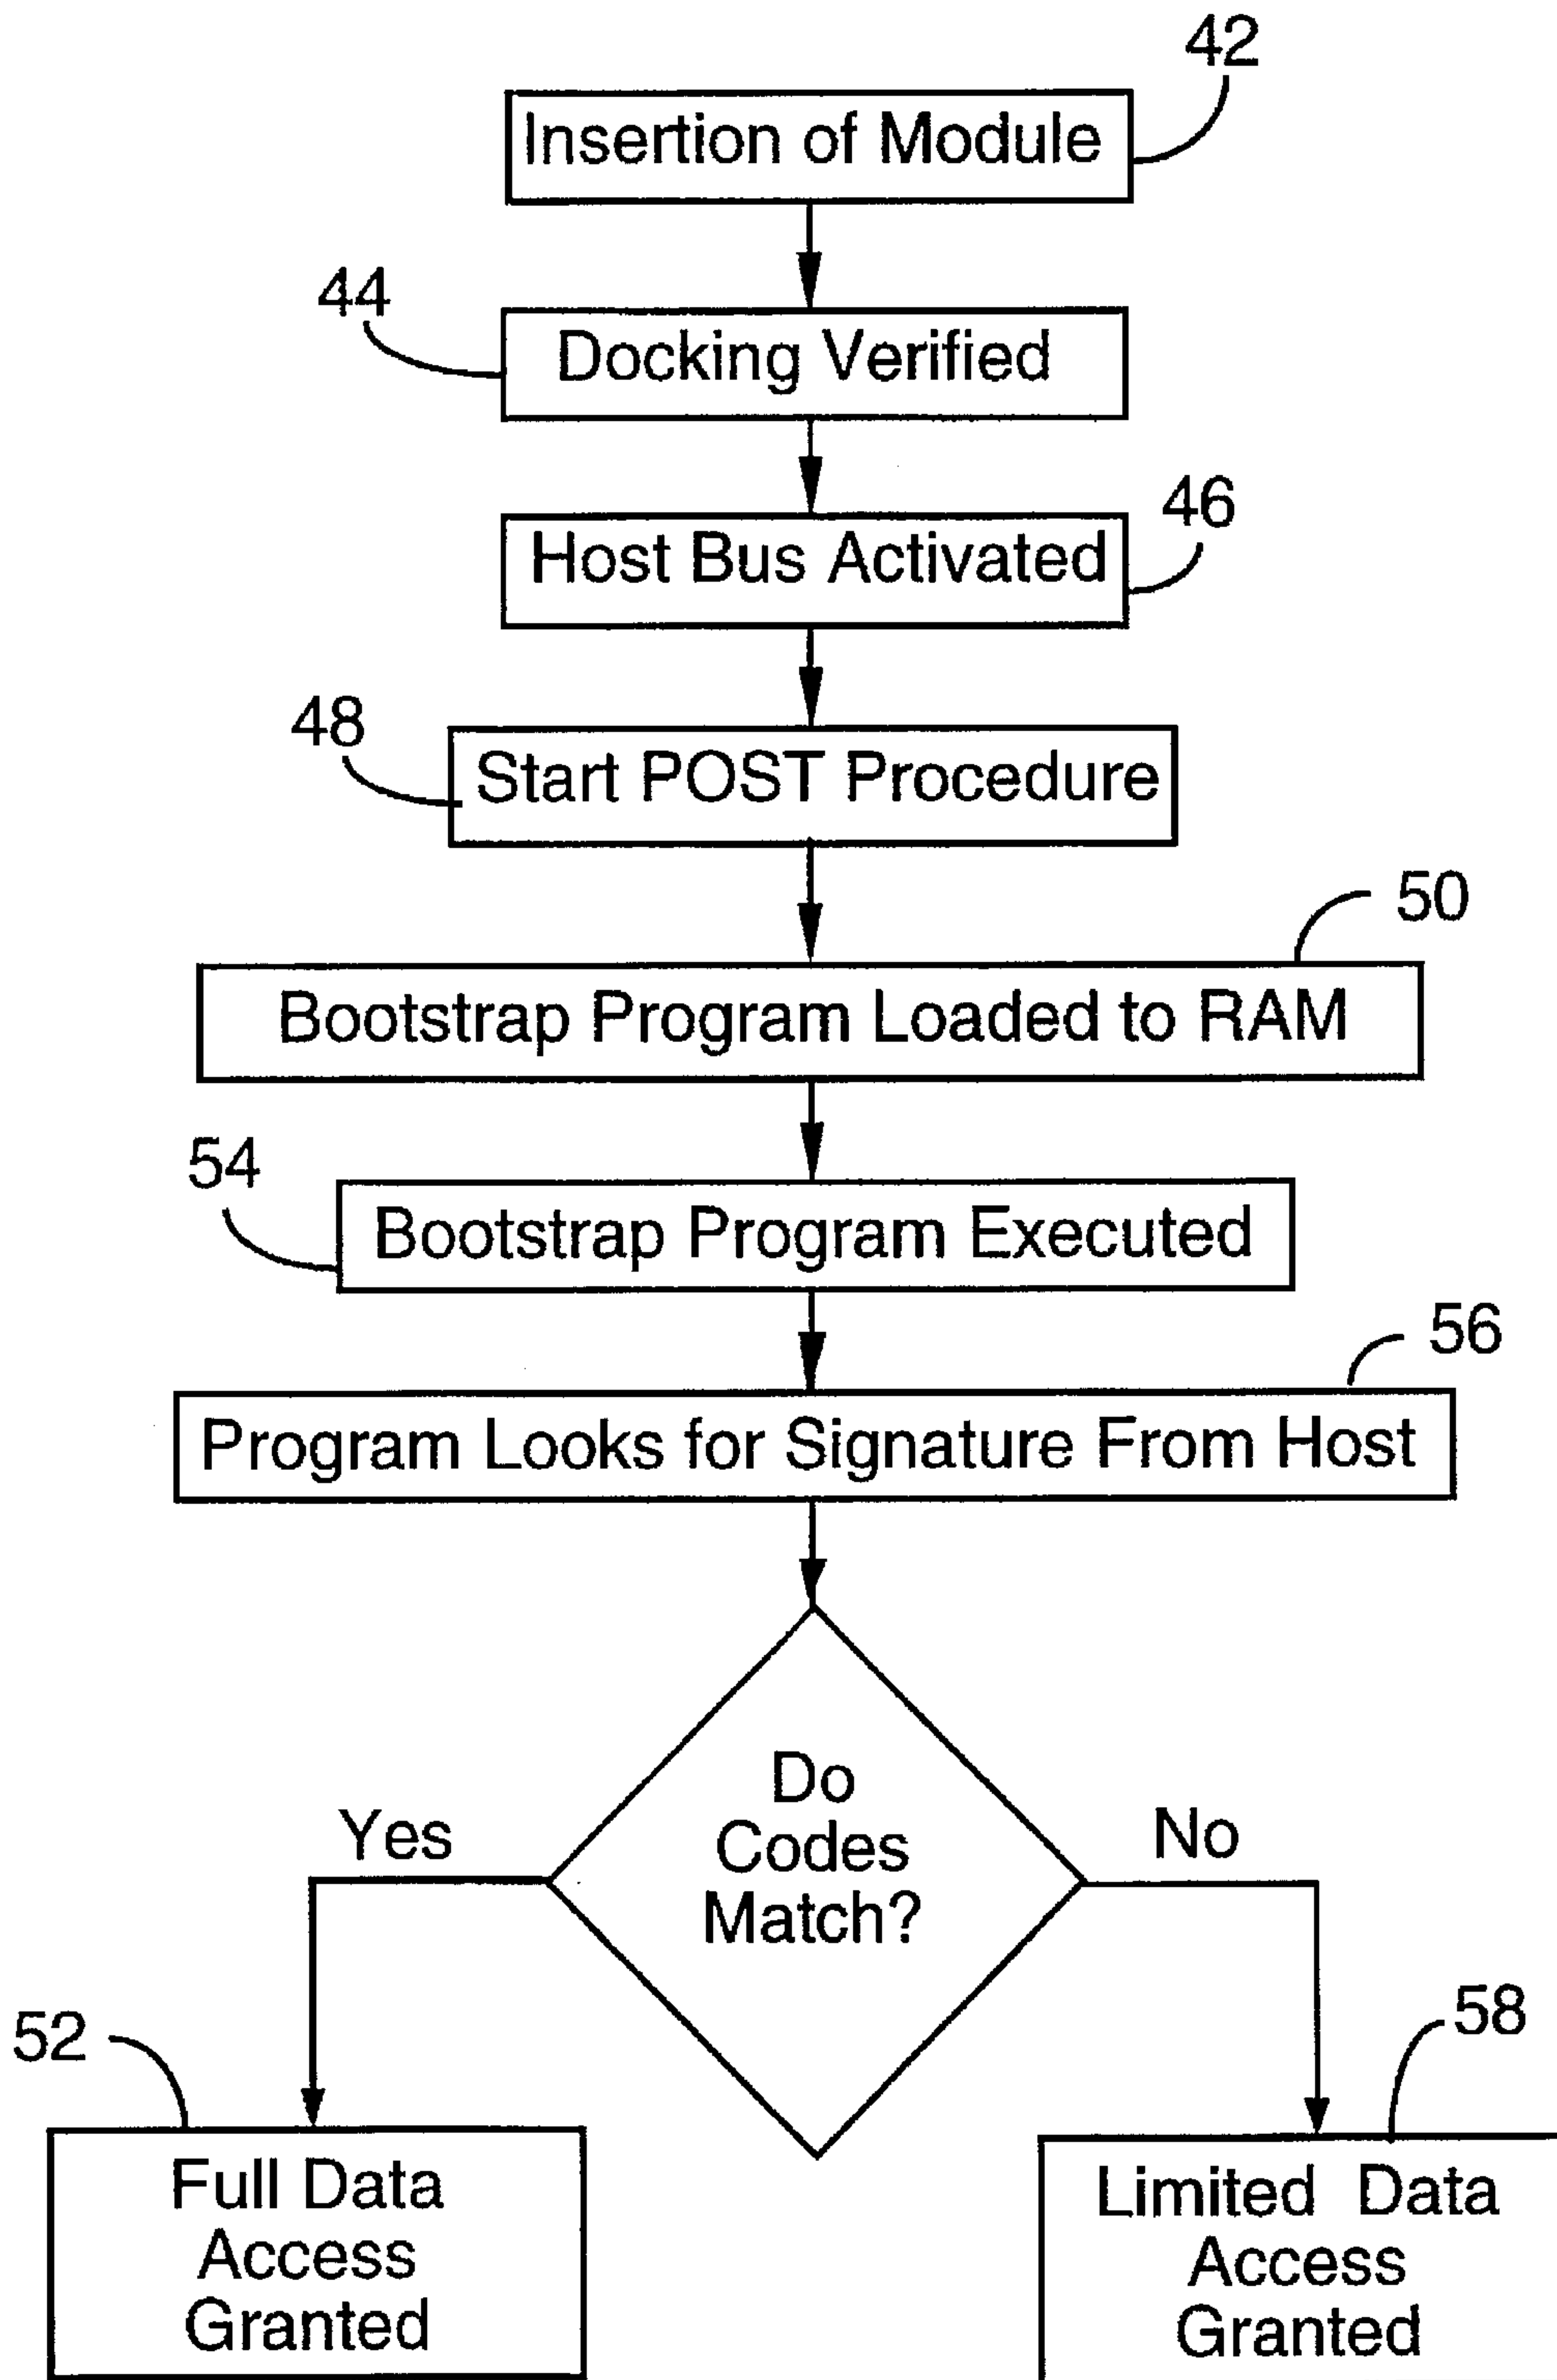 42
Insertion of Module
44
Docking Verified
46
Host Bus Activated
48
Start POST Procedure
50
Bootstrap Program Loaded to RAM
54
Bootstrap Program Executed
56
Program Looks for Signature From Host
Do
Codes
Match?
Yes
No
52
58
Full Data
Access
Granted
Limited Data
Access
Granted